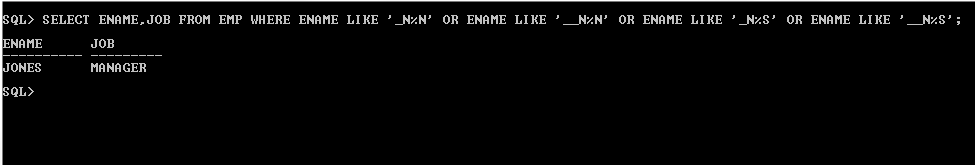 SQL> SELECT ENAME,JOB FROM EMP WHERE ENAME LIKE '_N%N' OR ENAME LIKE '__N%N' OR ENAME LIKE '_N%S' OR ENAME LIKE '__N%S';
ENAME      JOB
---------- ---------
JONES      MANAGER
SQL>